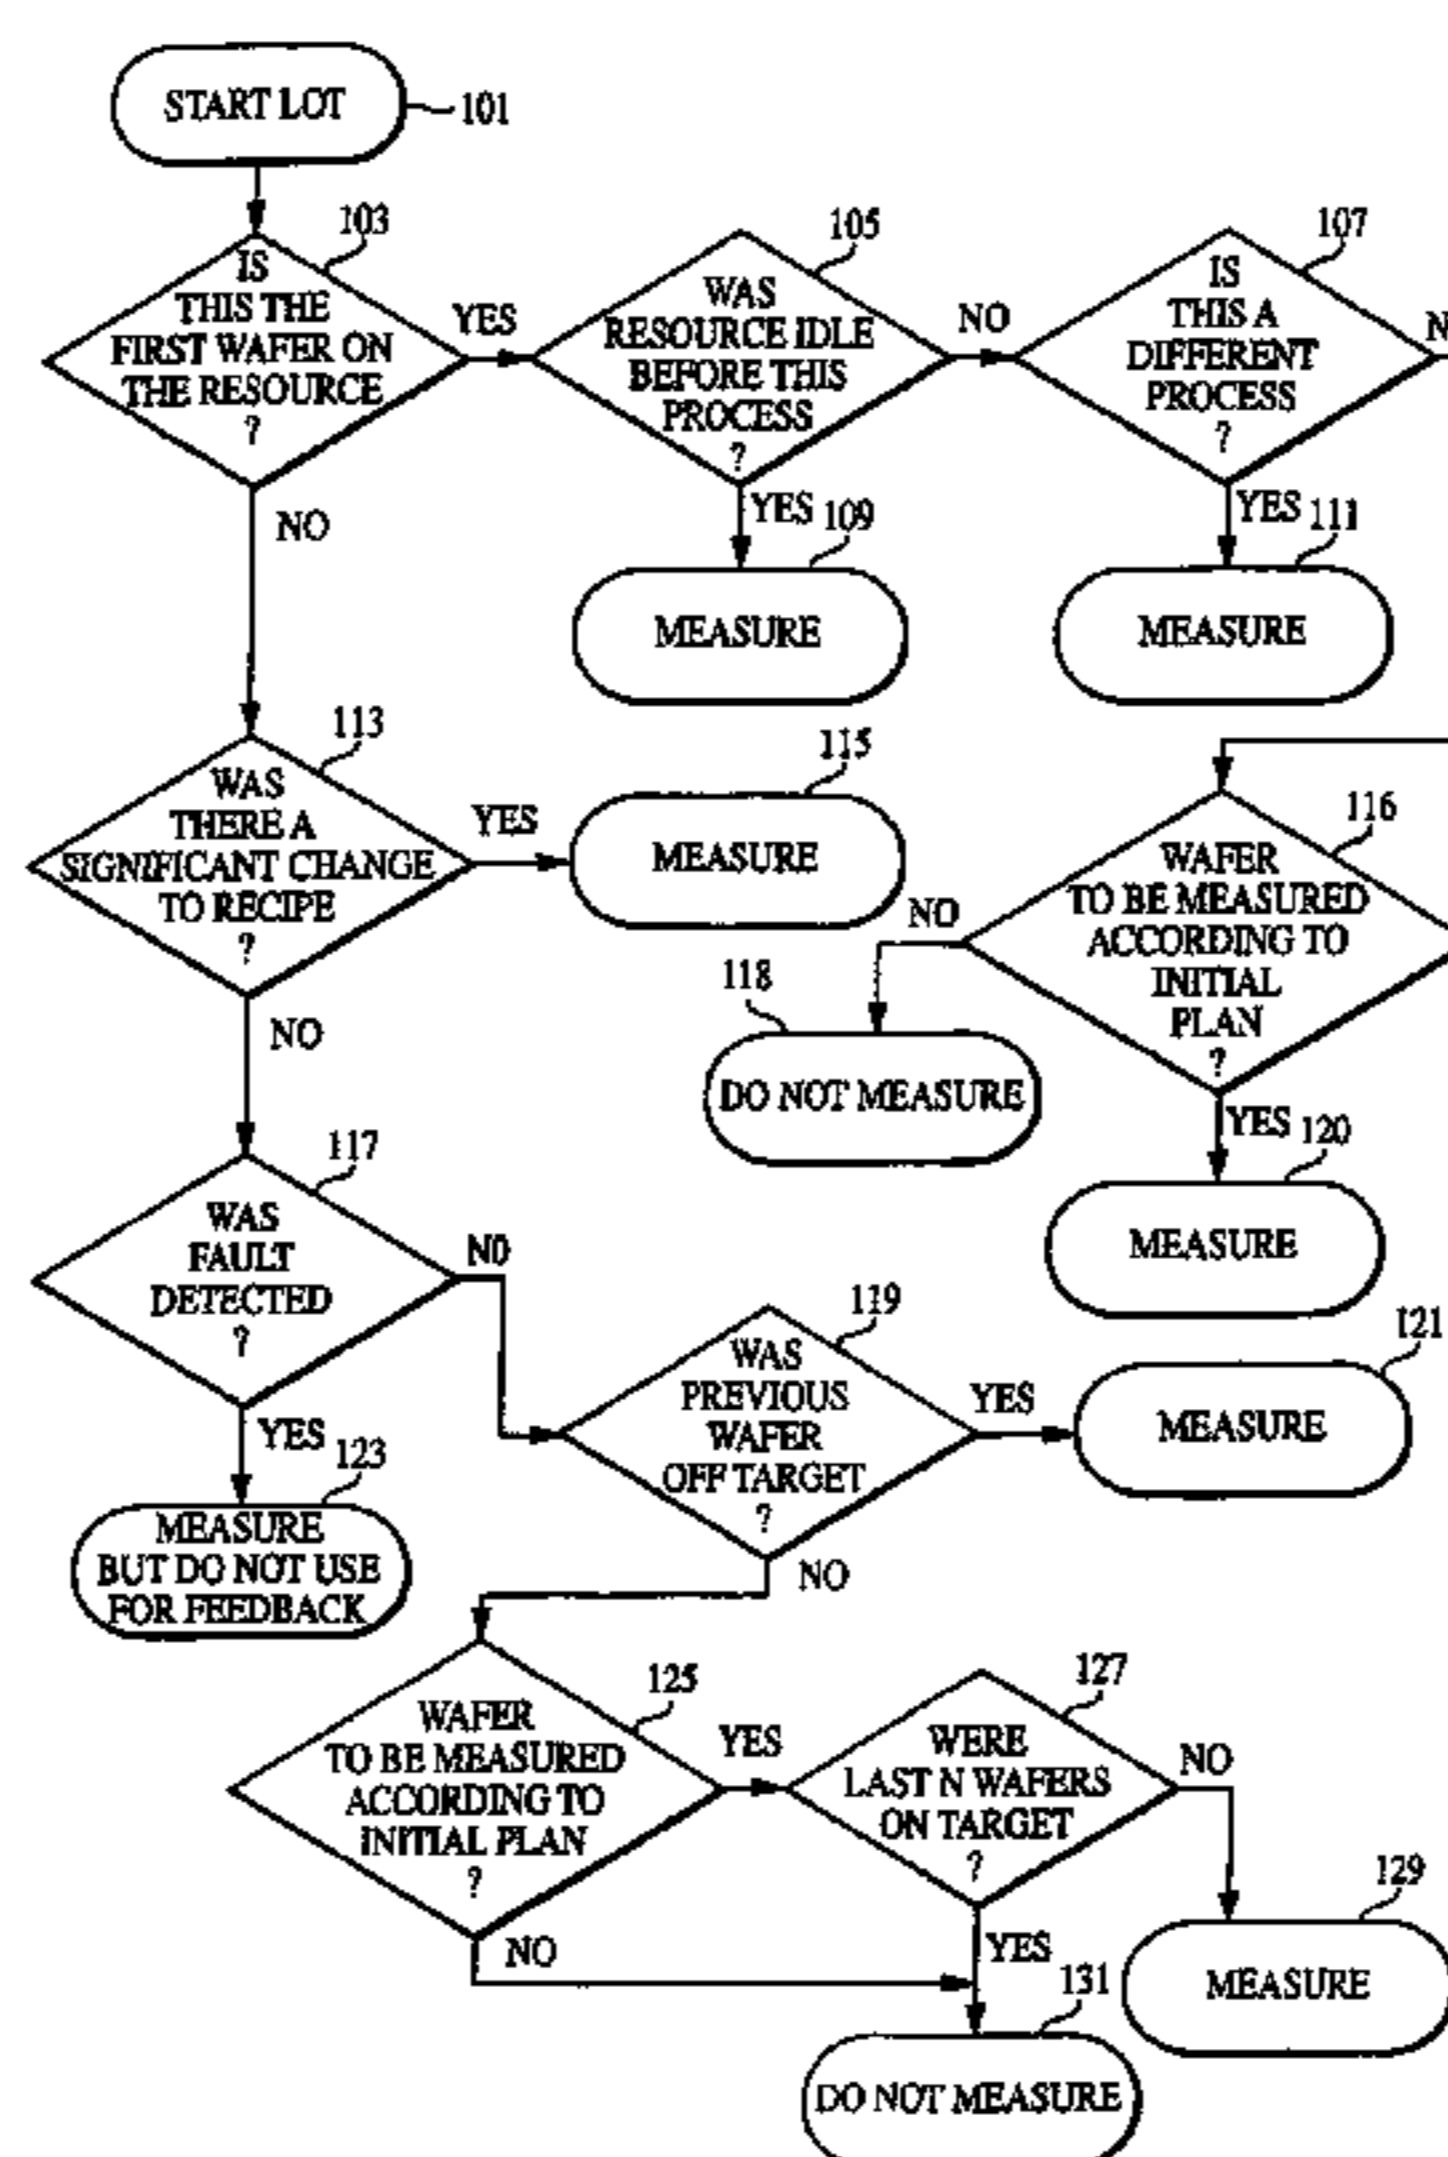 START LOT
101
103
IS
THIS THE
FIRST WAFER ON
THE RESOURCE
?
YES
NO
105
WAS
RESOURCE IDLE
BEFORE THIS
PROCESS
?
NO
YES
109
MEASURE
107
IS
THIS A
DIFFERENT
PROCESS
?
N
YES
111
MEASURE
113
WAS
THERE A
SIGNIFICANT CHANGE
TO RECIPE
?
YES
NO
115
MEASURE
116
WAFER
TO BE MEASURED
ACCORDING TO
INITIAL
PLAN
?
NO
118
DO NOT MEASURE
YES
120
MEASURE
117
WAS
FAULT
DETECTED
?
N0
YES
123
MEASURE
BUT DO NOT USE
FOR FEEDBACK
119
WAS
PREVIOUS
WAFER
OFF TARGET
?
YES
121
MEASURE
NO
125
WAFER
TO BE MEASURED
ACCORDING TO
INITIAL PLAN
?
YES
NO
127
WERE
LAST N WAFERS
ON TARGET
?
NO
YES
129
MEASURE
131
DO NOT MEASURE